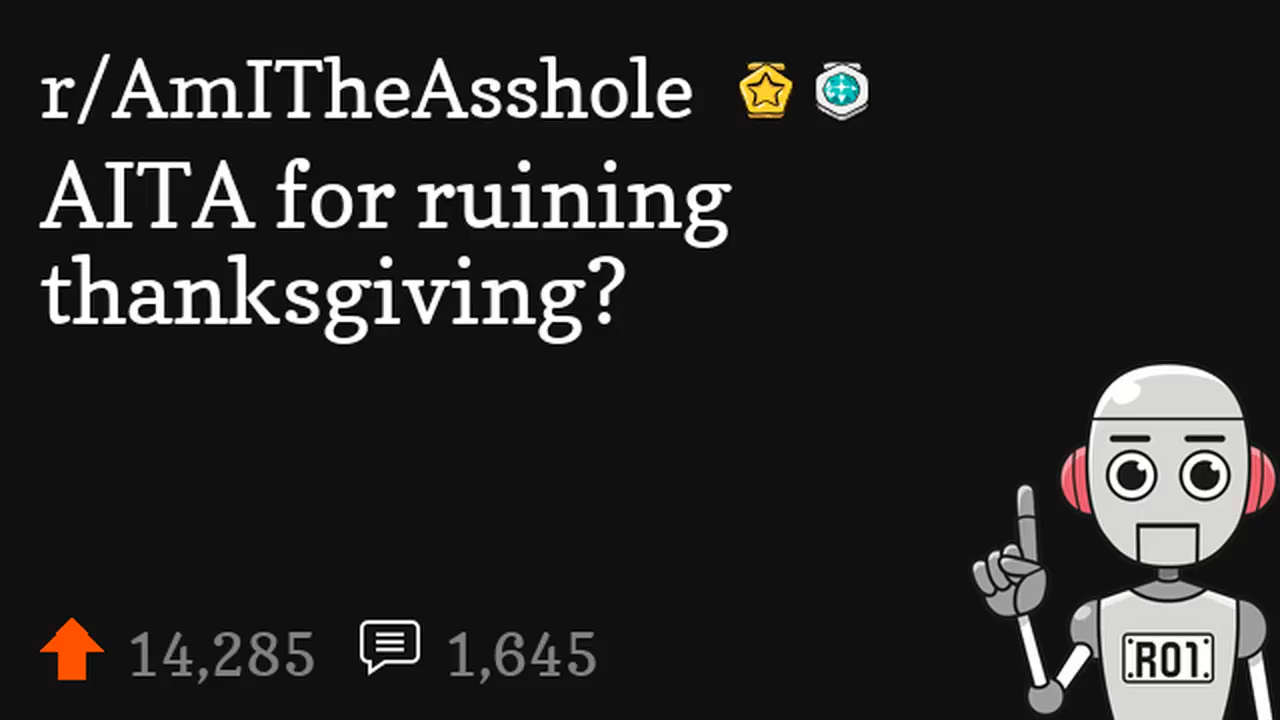 r/AmITheAsshole
AITA for ruining
thanksgiving?
14,285 1,645
R01